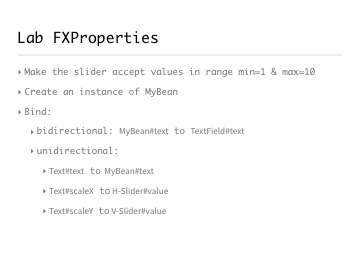 Lab FXProperties
Make the slider accept values in range min=1 & max=10
Create an instance of MyBean
Bind:
bidirectional: MyBean#text to TextField#text
unidirectional:
Text#text to MyBean#text
Text#scaleX to H-Slider#value
Text#scaleY to V-Slider#value